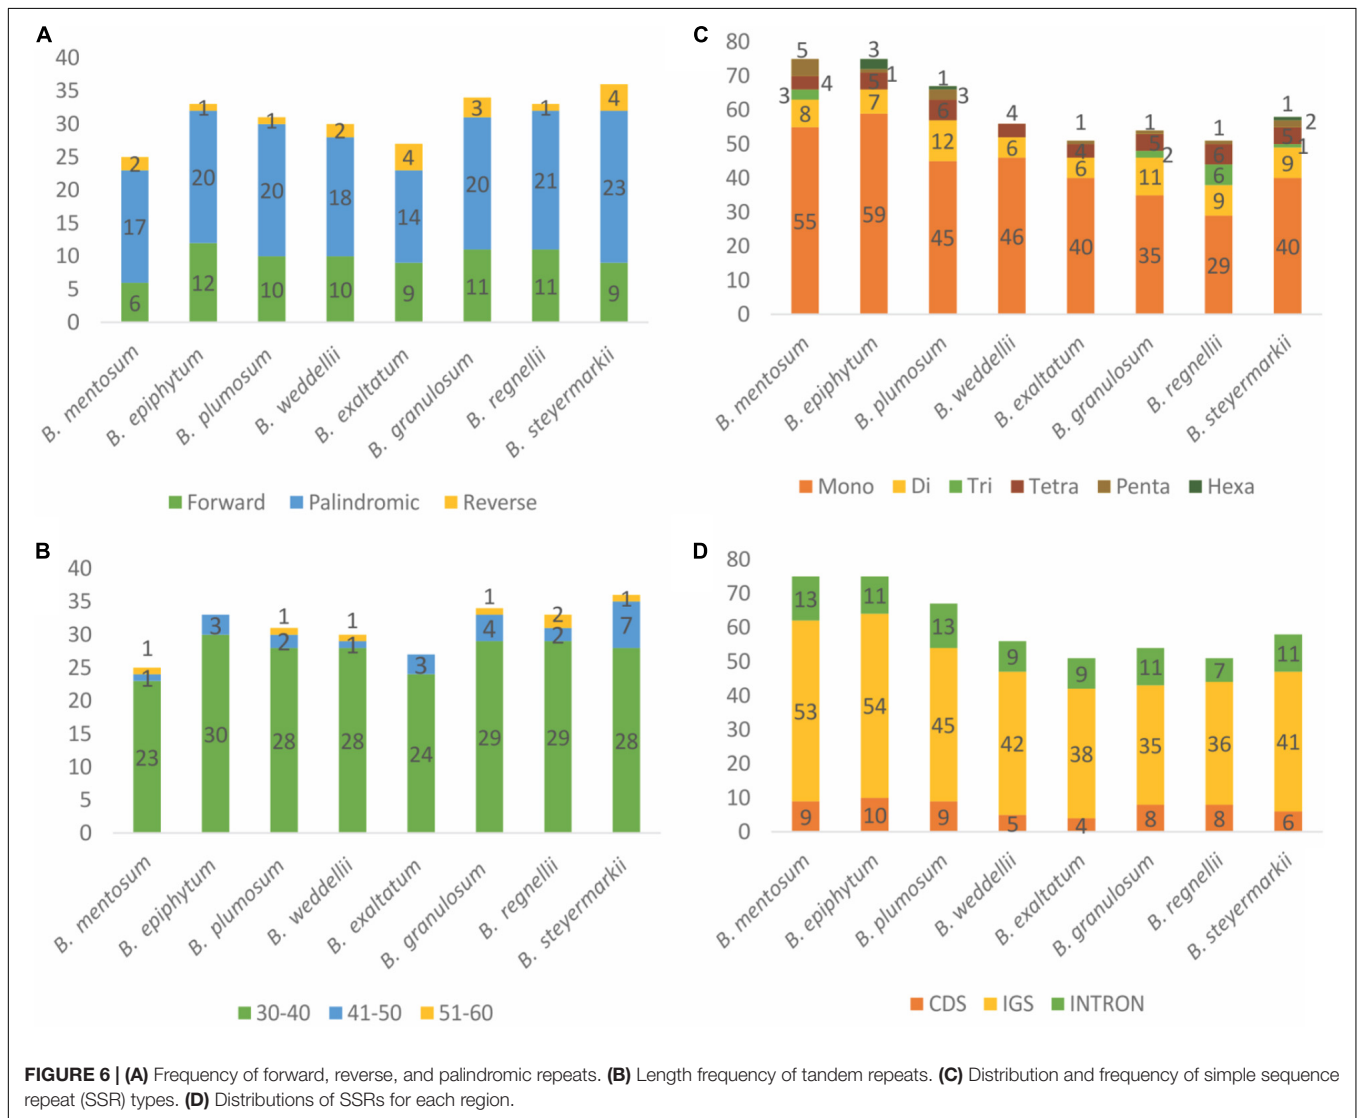 A
40
35
30
25
20
15
10
5
0
2 1 1 2 4 3 1 4
17 20 20 18 14 20 21 23
6 12 10 10 9 11 11 9
B. mentosum
B. epiphytum
B. plumosum
B. weddellii
B. exaltatum
B. granulosum
B. regnellii
B. steyermarkii
Forward Palindromic Reverse
C
80
70
60
50
40
30
20
10
0
5 4 3 8 55
3 1 5 7 59
1 3 6 12 45
4 6 46
1 4 6 40
1 5 2 11 35
1 6 6 9 29
1 2 5 1 9 40
B. mentosum
B. epiphytum
B. plumosum
B. weddellii
B. exaltatum
B. granulosum
B. regnellii
B. steyermarkii
Mono Di Tri Tetra Penta Hexa
B
40
35
30
25
20
15
10
5
0
1 1 1 1 2 1
1 3 2 1 3 4 2 7
23 30 28 28 24 29 29 28
B. mentosum
B. epiphytum
B. plumosum
B. weddellii
B. exaltatum
B. granulosum
B. regnellii
B. steyermarkii
30-40 41-50 51-60
D
80
70
60
50
40
30
20
10
0
13 11 13 9 9 11 7 11
53 54 45 42 38 35 36 41
9 10 9 5 4 8 8 6
B. mentosum
B. epiphytum
B. plumosum
B. weddellii
B. exaltatum
B. granulosum
B. regnellii
B. steyermarkii
CDS IGS INTRON
FIGURE 6 | (A) Frequency of forward, reverse, and palindromic repeats. (B) Length frequency of tandem repeats. (C) Distribution and frequency of simple sequence
repeat (SSR) types. (D) Distributions of SSRs for each region.